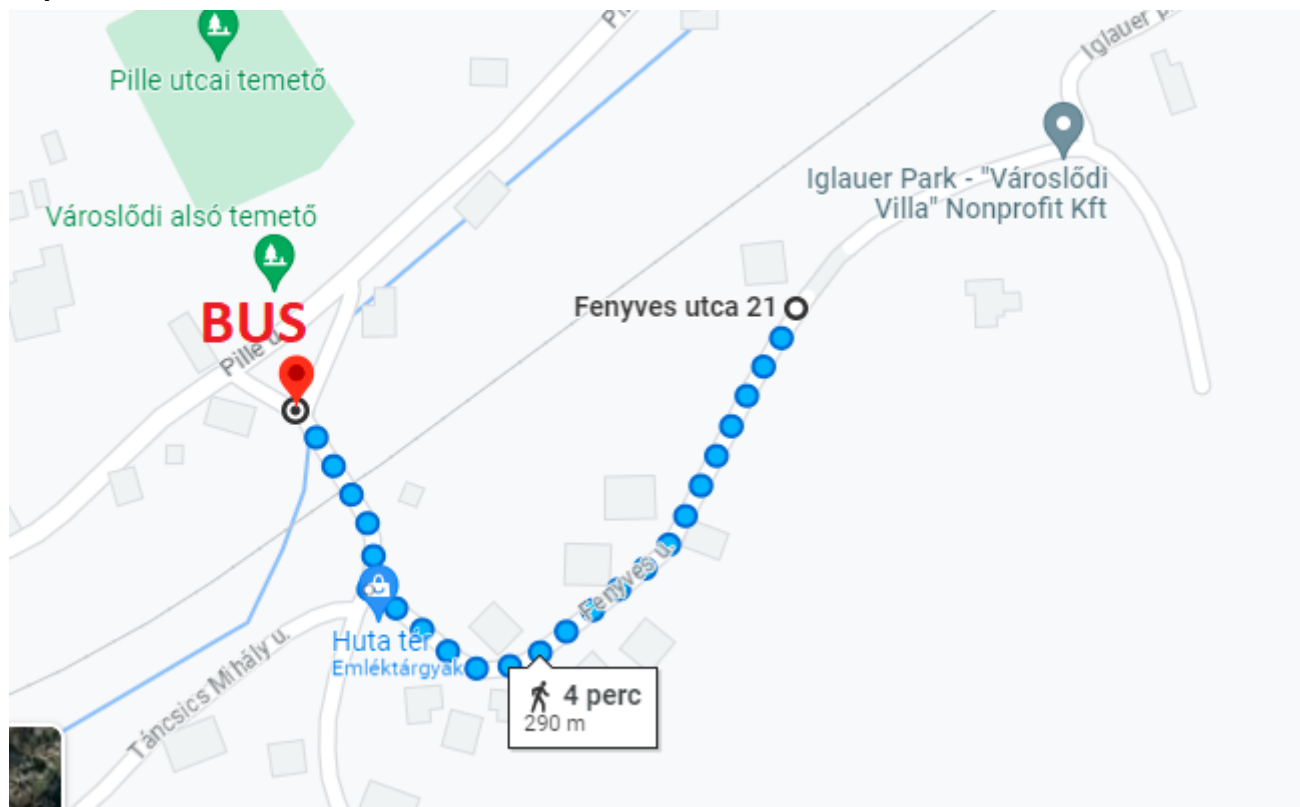 Pille utcai temető
Városlődi alsó temető
BUS
Pille u.
Iglauer
Iglauer Park - "Városlődi
Villa" Nonprofit Kft
Fenyves utca 21
Fenyves u.
Huta tér
Emléktárgyak
Táncsics Mihály u.
4 perc
290 m